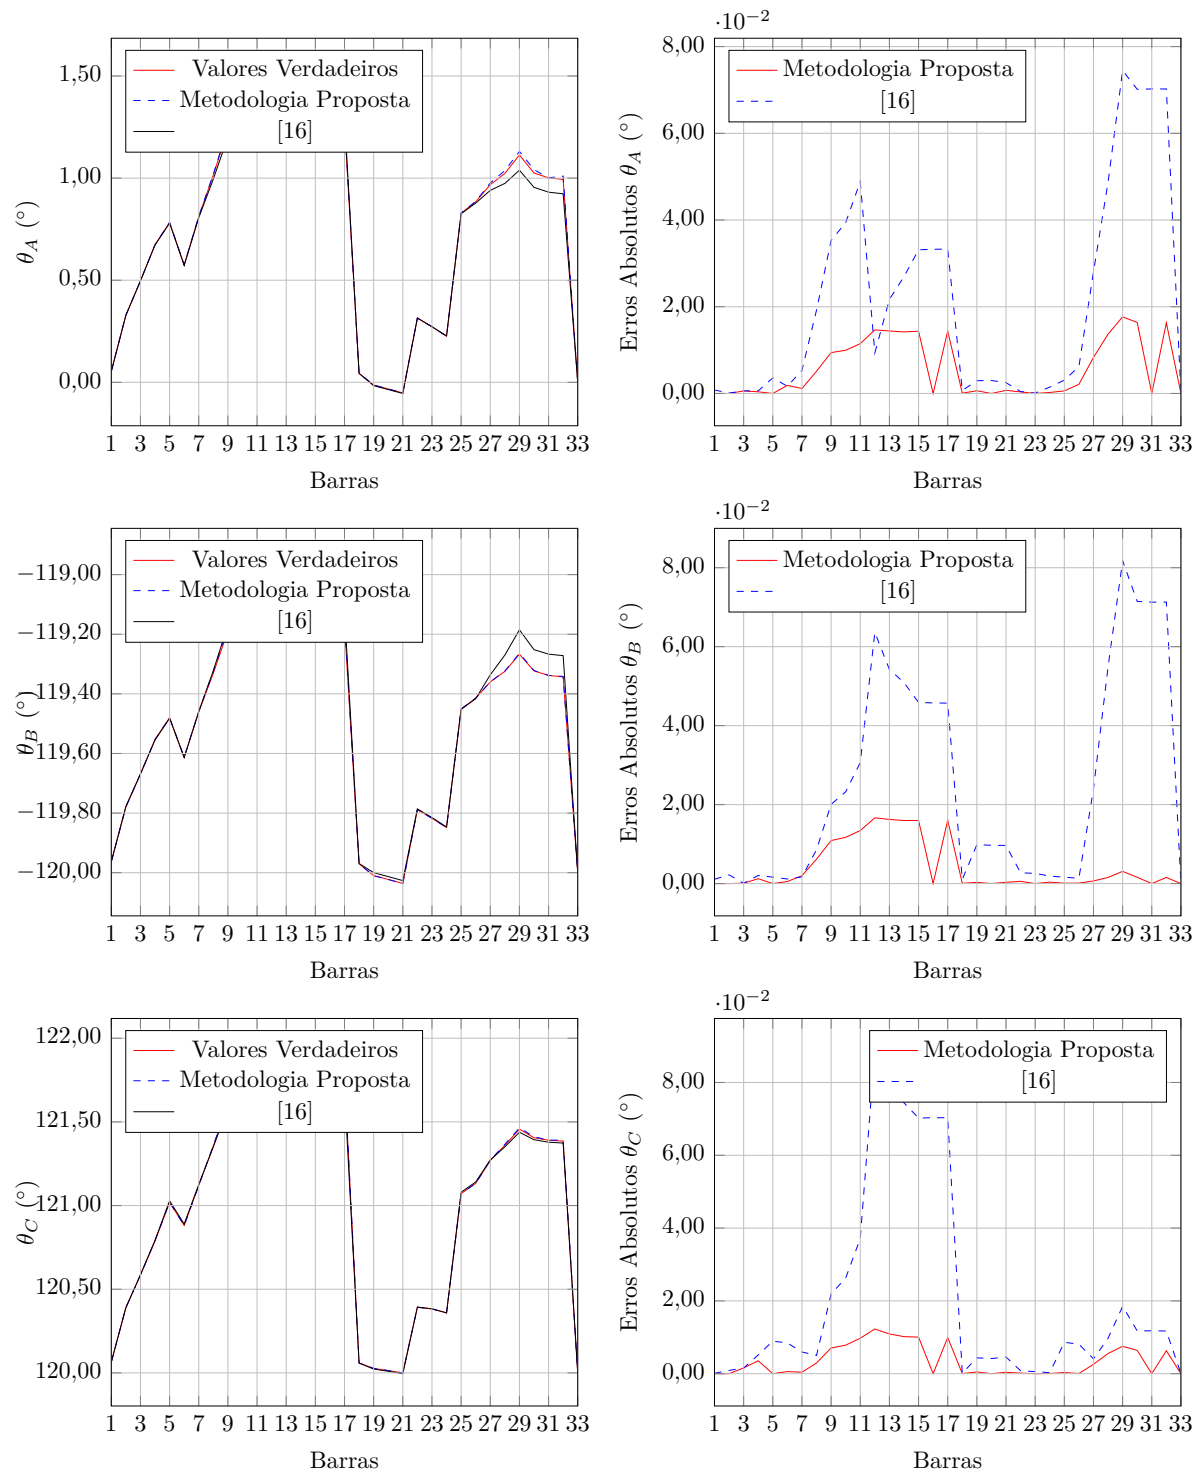 ·10⁻²
Valores Verdadeiros
Metodologia Proposta
[16]
1,50
1,00
0,50
0,00
θ_A (°)
1 3 5 7 9 11 13 15 17 19 21 23 25 27 29 31 33
Barras
Metodologia Proposta
[16]
8,00
6,00
4,00
2,00
0,00
Erros Absolutos θ_A (°)
1 3 5 7 9 11 13 15 17 19 21 23 25 27 29 31 33
Barras
·10⁻²
Valores Verdadeiros
Metodologia Proposta
[16]
−119,00
−119,20
−119,40
−119,60
−119,80
−120,00
θ_B (°)
1 3 5 7 9 11 13 15 17 19 21 23 25 27 29 31 33
Barras
Metodologia Proposta
[16]
8,00
6,00
4,00
2,00
0,00
Erros Absolutos θ_B (°)
1 3 5 7 9 11 13 15 17 19 21 23 25 27 29 31 33
Barras
·10⁻²
Valores Verdadeiros
Metodologia Proposta
[16]
122,00
121,50
121,00
120,50
120,00
θ_C (°)
1 3 5 7 9 11 13 15 17 19 21 23 25 27 29 31 33
Barras
Metodologia Proposta
[16]
8,00
6,00
4,00
2,00
0,00
Erros Absolutos θ_C (°)
1 3 5 7 9 11 13 15 17 19 21 23 25 27 29 31 33
Barras